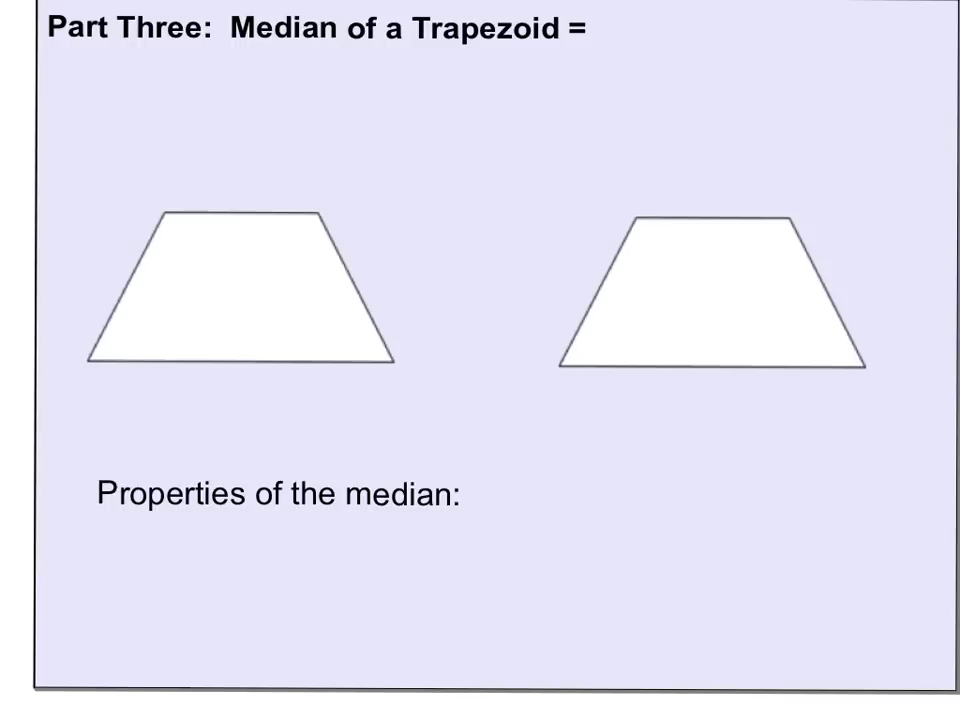 Part Three: Median of a Trapezoid =
Properties of the median: